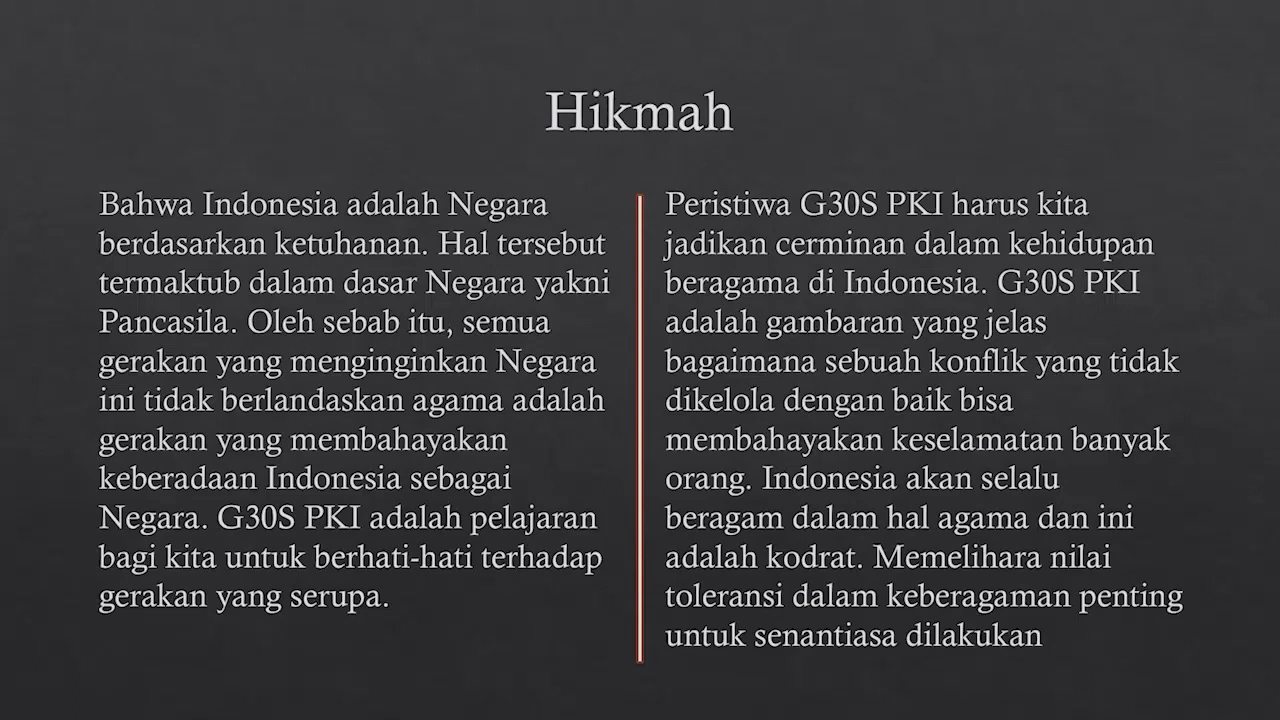 Hikmah
Bahwa Indonesia adalah Negara
berdasarkan ketuhanan. Hal tersebut
termaktub dalam dasar Negara yakni
Pancasila. Oleh sebab itu, semua
gerakan yang menginginkan Negara
ini tidak berlandaskan agama adalah
gerakan yang membahayakan
keberadaan Indonesia sebagai
Negara. G30S PKI adalah pelajaran
bagi kita untuk berhati-hati terhadap
gerakan yang serupa.
Peristiwa G30S PKI harus kita
jadikan cerminan dalam kehidupan
beragama di Indonesia. G30S PKI
adalah gambaran yang jelas
bagaimana sebuah konflik yang tidak
dikelola dengan baik bisa
membahayakan keselamatan banyak
orang. Indonesia akan selalu
beragam dalam hal agama dan ini
adalah kodrat. Memelihara nilai
toleransi dalam keberagaman penting
untuk senantiasa dilakukan